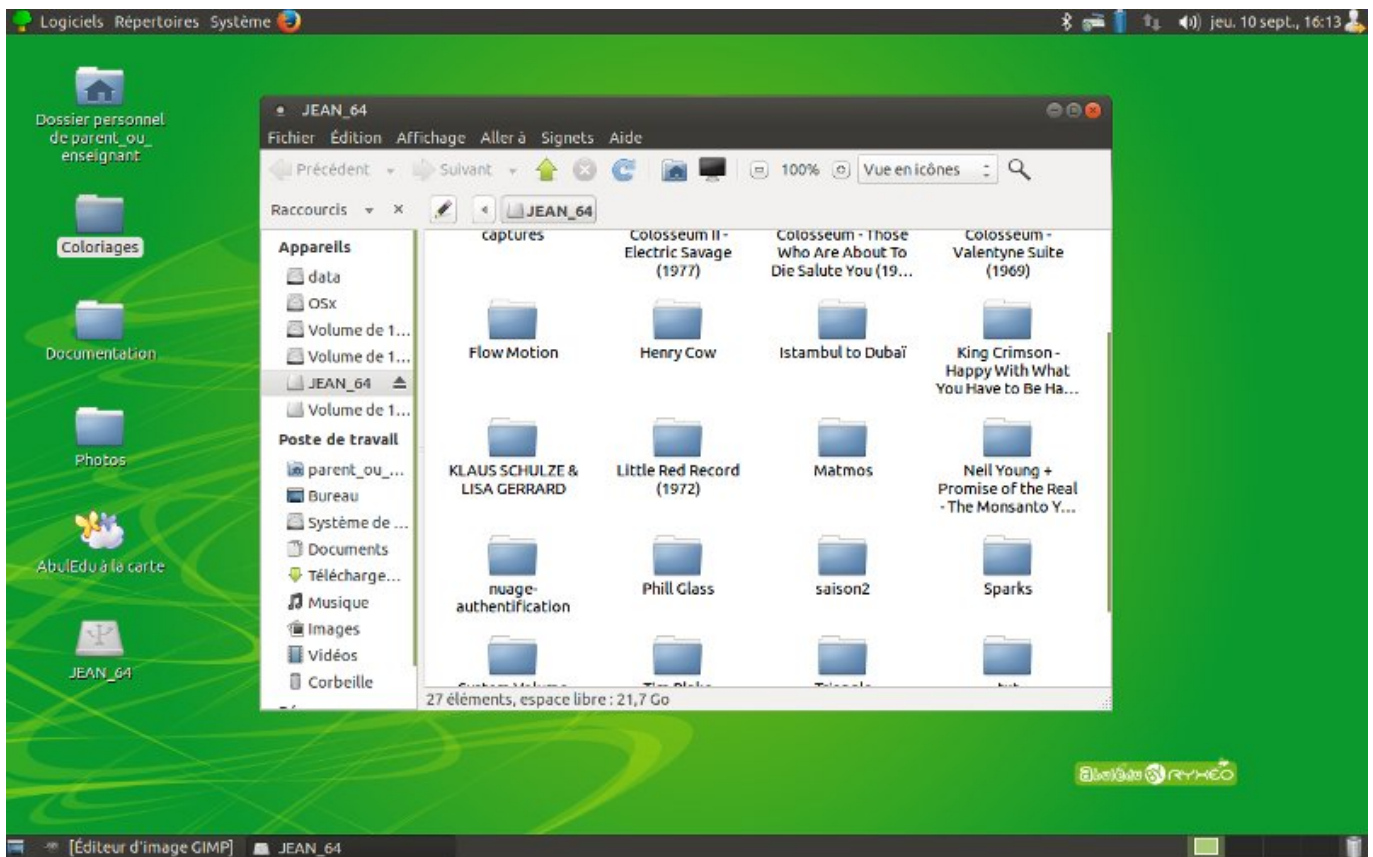 Logiciels Répertoires Système
jeu. 10 sept., 16:13
Dossier personnel
de parent_ou_
enseignant
Coloriages
Documentation
Photos
AbulEdu à la carte
JEAN_64
JEAN_64
Fichier Édition Affichage Aller à Signets Aide
Précédent Suivant 100% Vue en icônes
Raccourcis JEAN_64
Appareils
data
OSx
Volume de 1...
Volume de 1...
JEAN_64
Volume de 1...
Poste de travail
parent_ou_...
Bureau
Système de ...
Documents
Télécharge...
Musique
Images
Vidéos
Corbeille
captures
Colosseum II -
Electric Savage
(1977)
Colosseum - Those
Who Are About To
Die Salute You (19...
Colosseum -
Valentyne Suite
(1969)
Flow Motion
Henry Cow
Istambul to Dubaï
King Crimson -
Happy With What
You Have to Be Ha...
KLAUS SCHULZE &
LISA GERRARD
Little Red Record
(1972)
Matmos
Neil Young +
Promise of the Real
- The Monsanto Y...
nuage-
authentification
Phill Glass
saison2
Sparks
27 éléments, espace libre : 21,7 Go
AbulÉdu RYXEO
[Éditeur d'image GIMP] JEAN_64